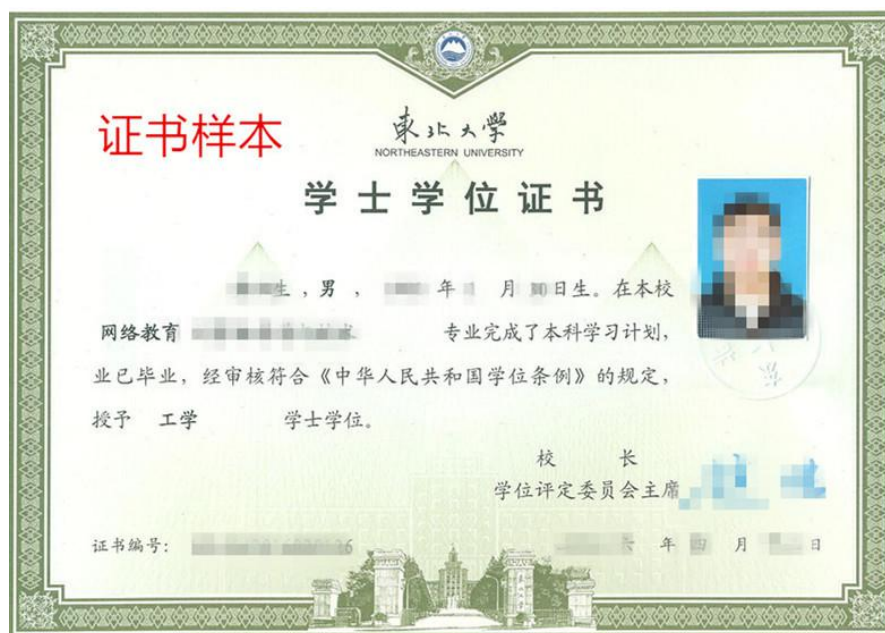 证书样本
東北大學
NORTHEASTERN UNIVERSITY
学士学位证书
生，男， 年 月 日生。在本校
网络教育 专业完成了本科学习计划，
业已毕业，经审核符合《中华人民共和国学位条例》的规定，
授予 工学 学士学位。
校 长
学位评定委员会主席
证书编号： 年 四 月 日